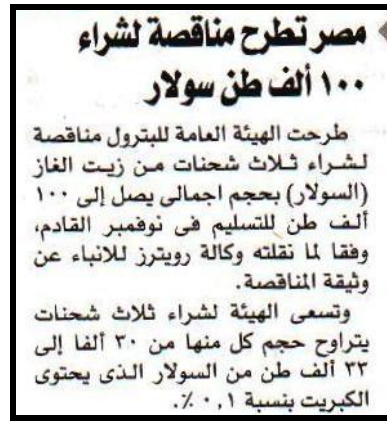 مصر تطرح مناقصة لشراء
١٠٠ ألف طن سولار
طرحت الهيئة العامة للبترول مناقصة
لشراء ثلاث شحنات من زيت الغاز
(السولار) بحجم اجمالى يصل إلى ١٠٠
ألف طن للتسليم فى نوفمبر القادم،
وفقا لما نقلته وكالة رويترز للانباء عن
وثيقة المناقصة.
وتسعى الهيئة لشراء ثلاث شحنات
يتراوح حجم كل منها من ٣٠ ألفا إلى
٣٣ ألف طن من السولار الذى يحتوى
الكبريت بنسبة ٠,١ ٪.